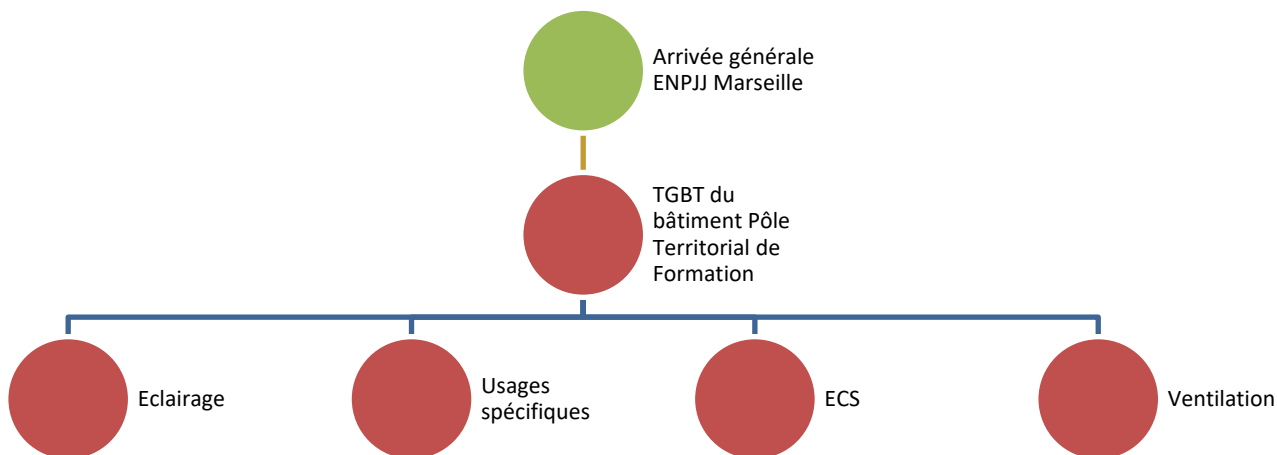 Arrivée générale
ENPJJ Marseille
TGBT du
bâtiment Pôle
Territorial de
Formation
Eclairage
Usages
spécifiques
ECS
Ventilation